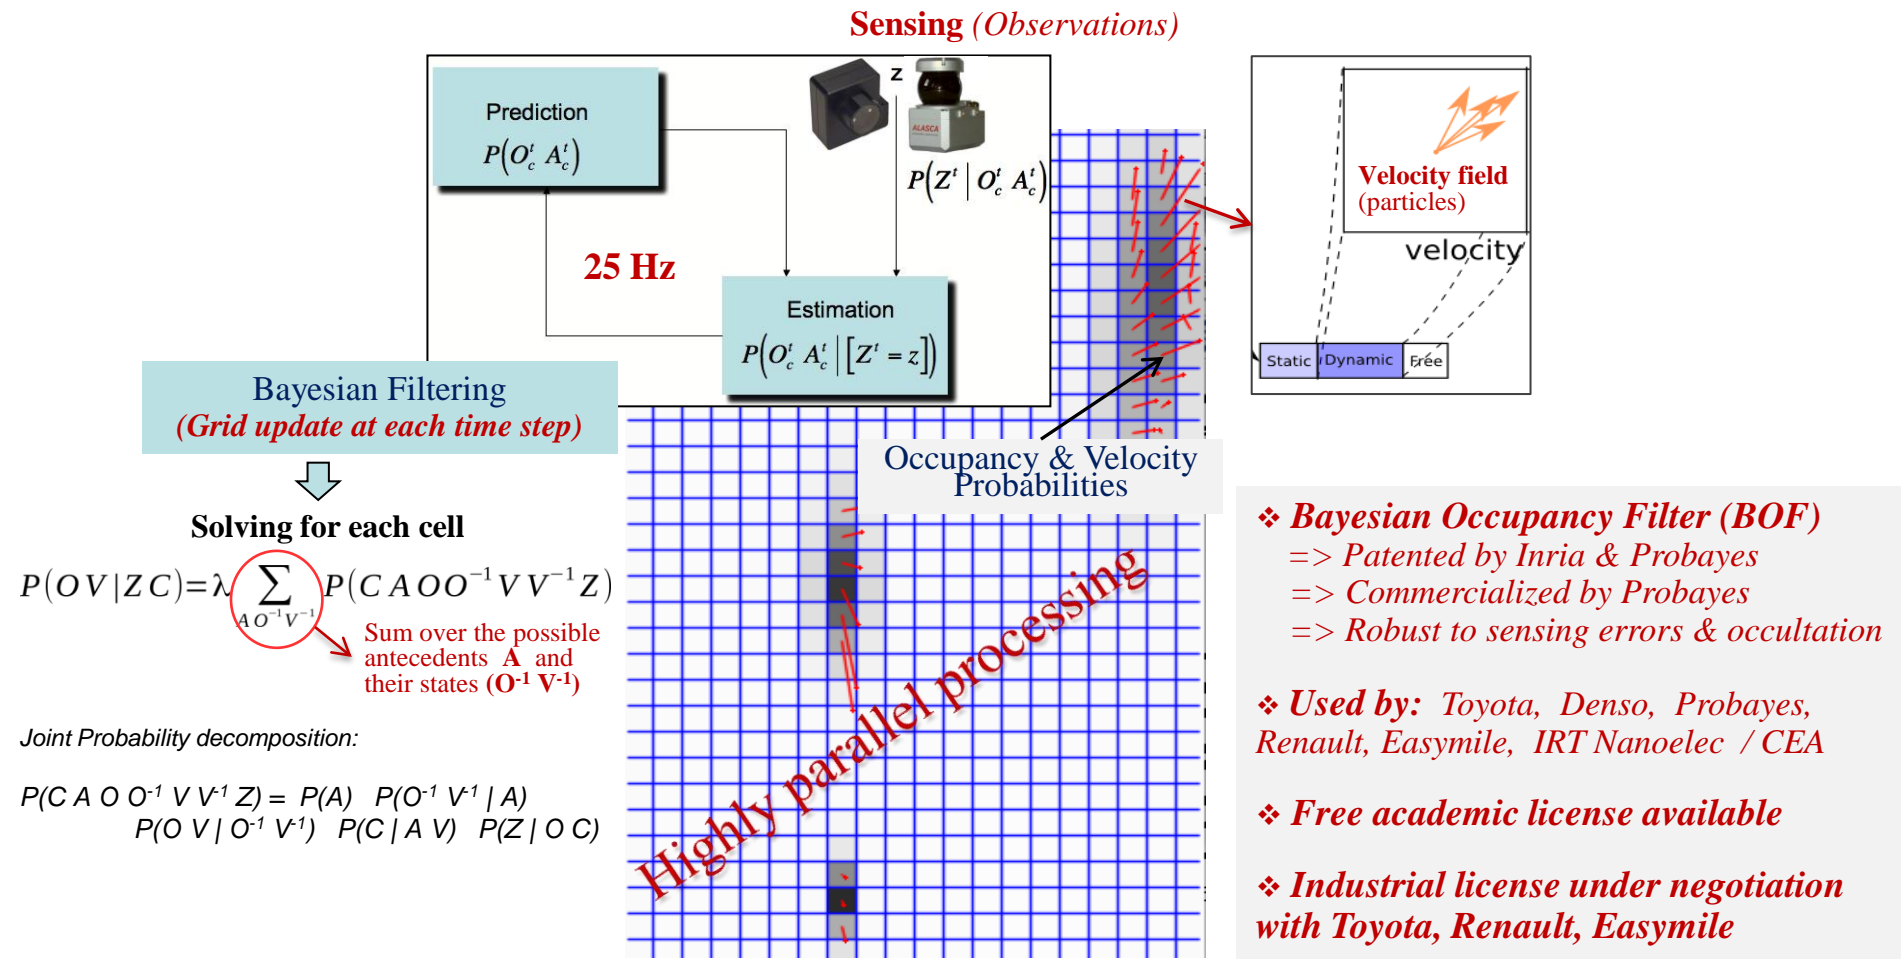 Sensing (Observations)
Prediction
P(O_c^t A_c^t)
z
ALASCA
P(Z^t | O_c^t A_c^t)
25 Hz
Estimation
P(O_c^t A_c^t | [Z^t = z])
Velocity field
(particles)
velocity
Static Dynamic Free
Bayesian Filtering
(Grid update at each time step)
Solving for each cell
P(O V | Z C) = λ ∑ P(C A O O⁻¹ V V⁻¹ Z)
A O⁻¹ V⁻¹
Sum over the possible
antecedents A and
their states (O⁻¹ V⁻¹)
Joint Probability decomposition:
P(C A O O⁻¹ V V⁻¹ Z) = P(A) P(O⁻¹ V⁻¹ | A)
P(O V | O⁻¹ V⁻¹) P(C | A V) P(Z | O C)
Occupancy & Velocity
Probabilities
Highly parallel processing
❖ Bayesian Occupancy Filter (BOF)
=> Patented by Inria & Probayes
=> Commercialized by Probayes
=> Robust to sensing errors & occultation
❖ Used by: Toyota, Denso, Probayes,
Renault, Easymile, IRT Nanoelec / CEA
❖ Free academic license available
❖ Industrial license under negotiation
with Toyota, Renault, Easymile